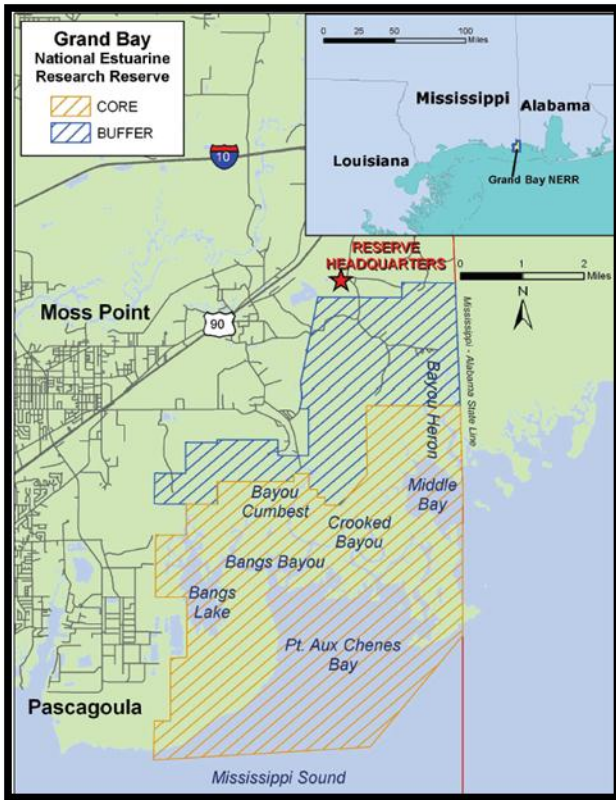 Grand Bay
National Estuarine
Research Reserve
CORE
BUFFER
0 25 50 100
Miles
Mississippi
Alabama
Louisiana
Grand Bay NERR
10
RESERVE
HEADQUARTERS
0 1 2
Miles
N
Moss Point
90
Mississippi - Alabama State Line
Bayou Heron
Middle
Bay
Bayou
Cumbest
Crooked
Bayou
Bangs Bayou
Bangs
Lake
Pt. Aux Chenes
Bay
Pascagoula
Mississippi Sound